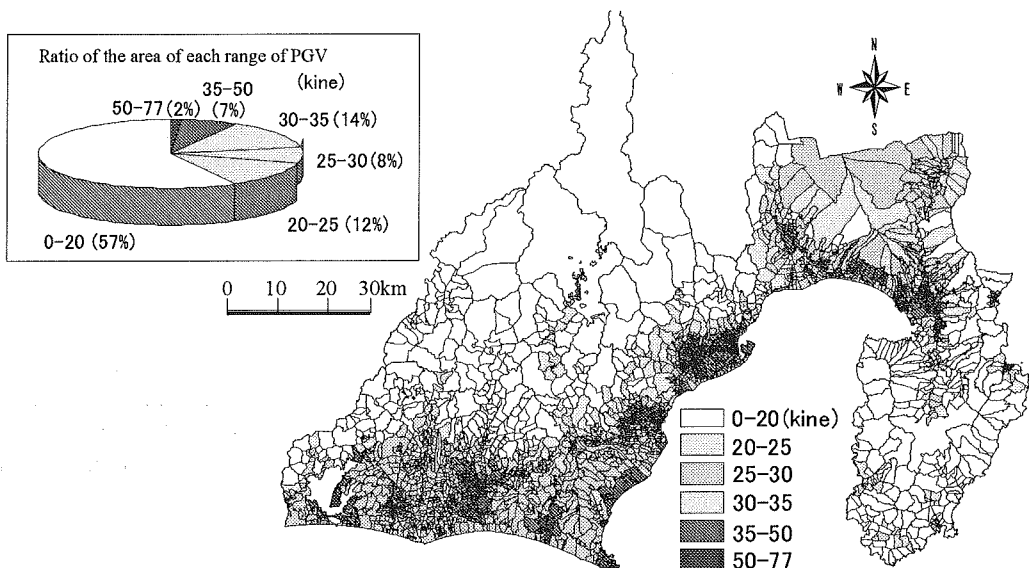 Ratio of the area of each range of PGV
(kine)
35-50
(7%)
50-77(2%)
30-35(14%)
25-30(8%)
20-25(12%)
0-20(57%)
0 10 20 30km
N
W E
S
0-20(kine)
20-25
25-30
30-35
35-50
50-77